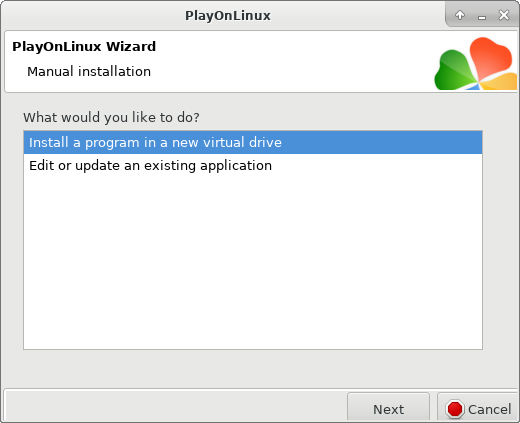 PlayOnLinux
PlayOnLinux Wizard
Manual installation
What would you like to do?
Install a program in a new virtual drive
Edit or update an existing application
Next
Cancel